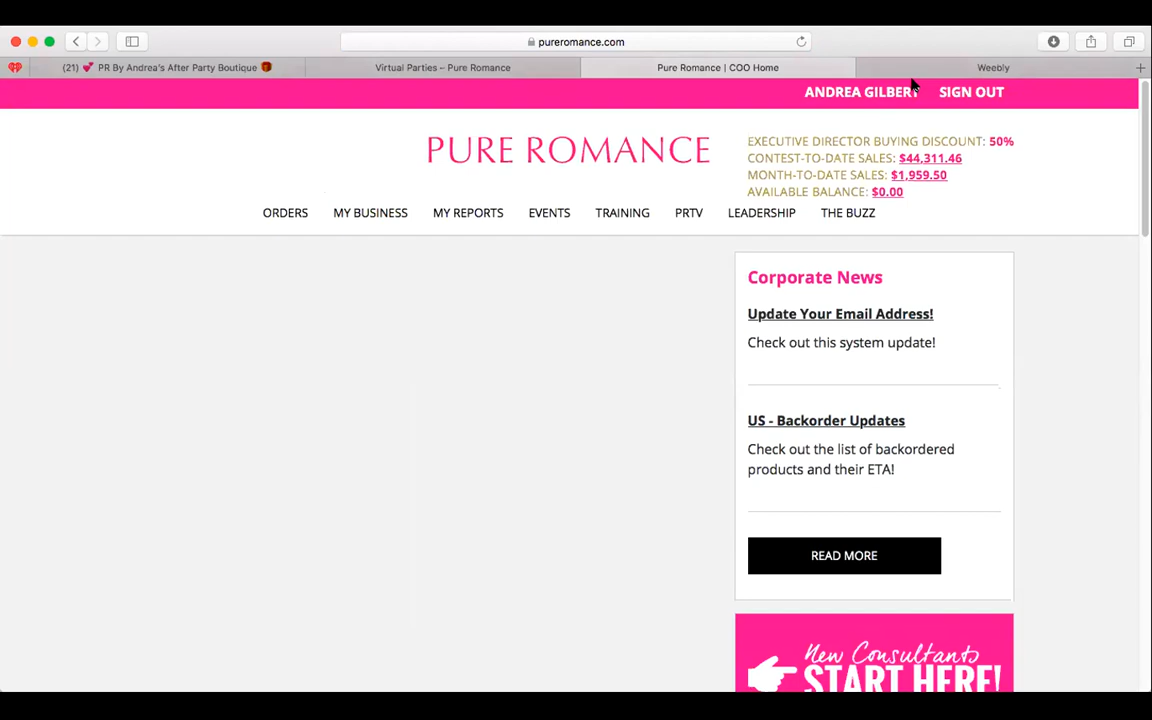 pureromance.com
(21) 💕 PR By Andrea's After Party Boutique 🎁
Virtual Parties – Pure Romance
Pure Romance | COO Home
Weebly
ANDREA GILBERT
SIGN OUT
PURE ROMANCE
EXECUTIVE DIRECTOR BUYING DISCOUNT: 50%
CONTEST-TO-DATE SALES: $44,311.46
MONTH-TO-DATE SALES: $1,959.50
AVAILABLE BALANCE: $0.00
ORDERS
MY BUSINESS
MY REPORTS
EVENTS
TRAINING
PRTV
LEADERSHIP
THE BUZZ
Corporate News
Update Your Email Address!
Check out this system update!
US - Backorder Updates
Check out the list of backordered
products and their ETA!
READ MORE
New Consultants
START HERE!